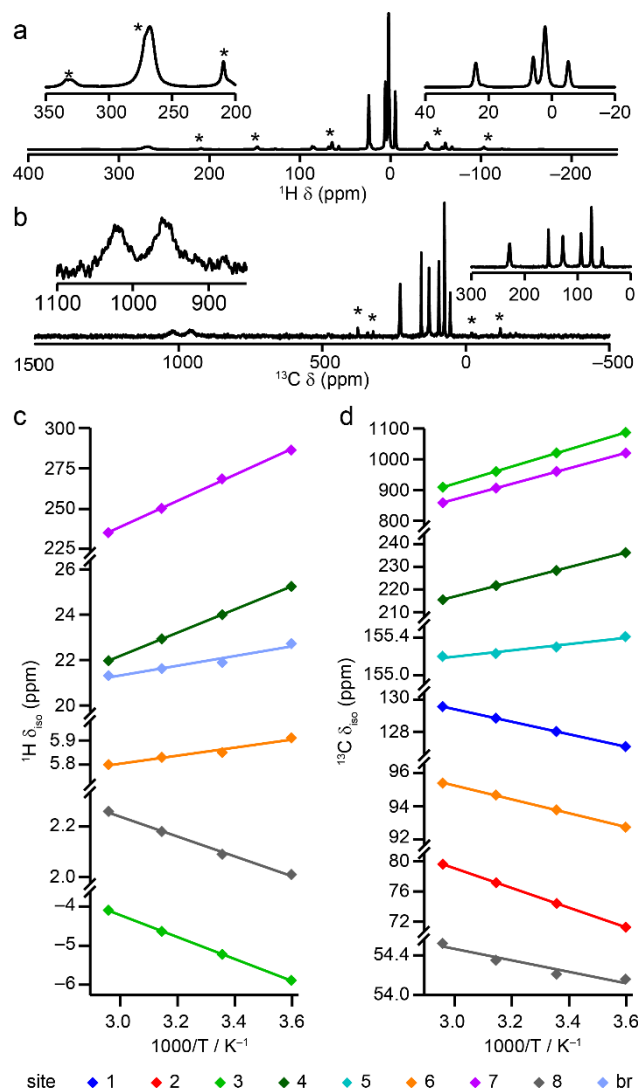 a
* * *
350 300 250 200
40 20 0 −20
* * * * *
400 300 200 100 0 −100 −200
¹H δ (ppm)
b
1100 1000 900
300 200 100 0
* * * *
1500 1000 500 0 −500
¹³C δ (ppm)
c
300
275
250
225
26
24
22
20
5.9
5.8
2.2
2.0
−4
−5
−6
¹H δiso (ppm)
3.0 3.2 3.4 3.6
1000/T / K⁻¹
d
1100
1000
900
800
240
230
220
210
155.4
155.0
130
128
96
94
92
80
76
72
54.4
54.0
¹³C δiso (ppm)
3.0 3.2 3.4 3.6
1000/T / K⁻¹
site 1 2 3 4 5 6 7 8 br